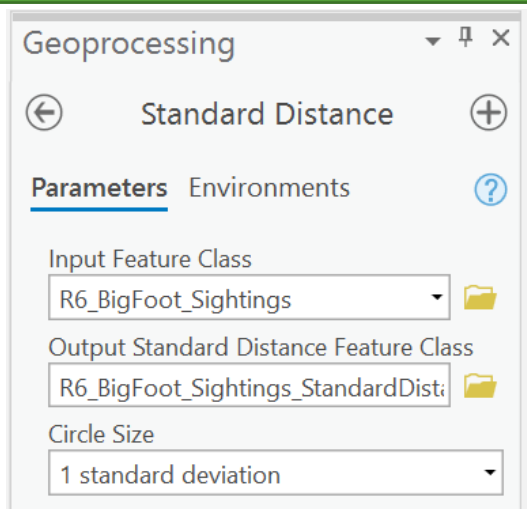 Geoprocessing
Standard Distance
Parameters Environments ?
Input Feature Class
R6_BigFoot_Sightings
Output Standard Distance Feature Class
R6_BigFoot_Sightings_StandardDista
Circle Size
1 standard deviation